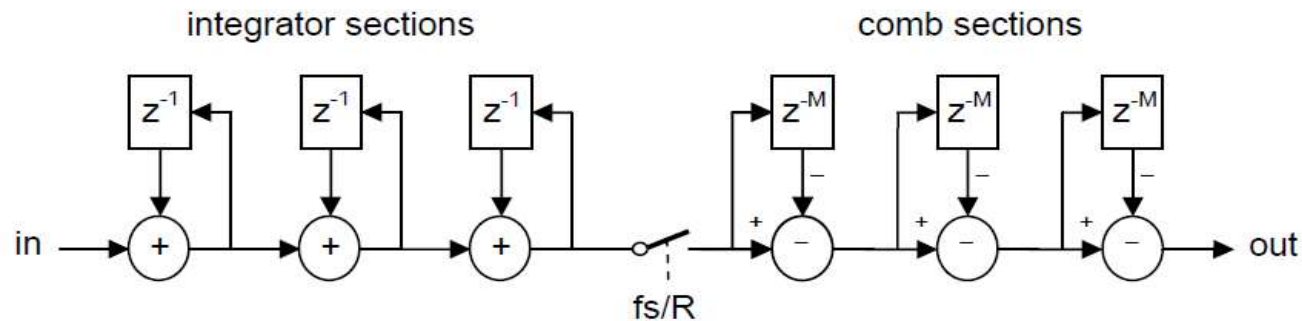 integrator sections
comb sections
z⁻¹
z⁻¹
z⁻¹
z⁻ᴹ
z⁻ᴹ
z⁻ᴹ
−
−
−
in
+
+
+
+
−
+
−
+
−
out
fs/R